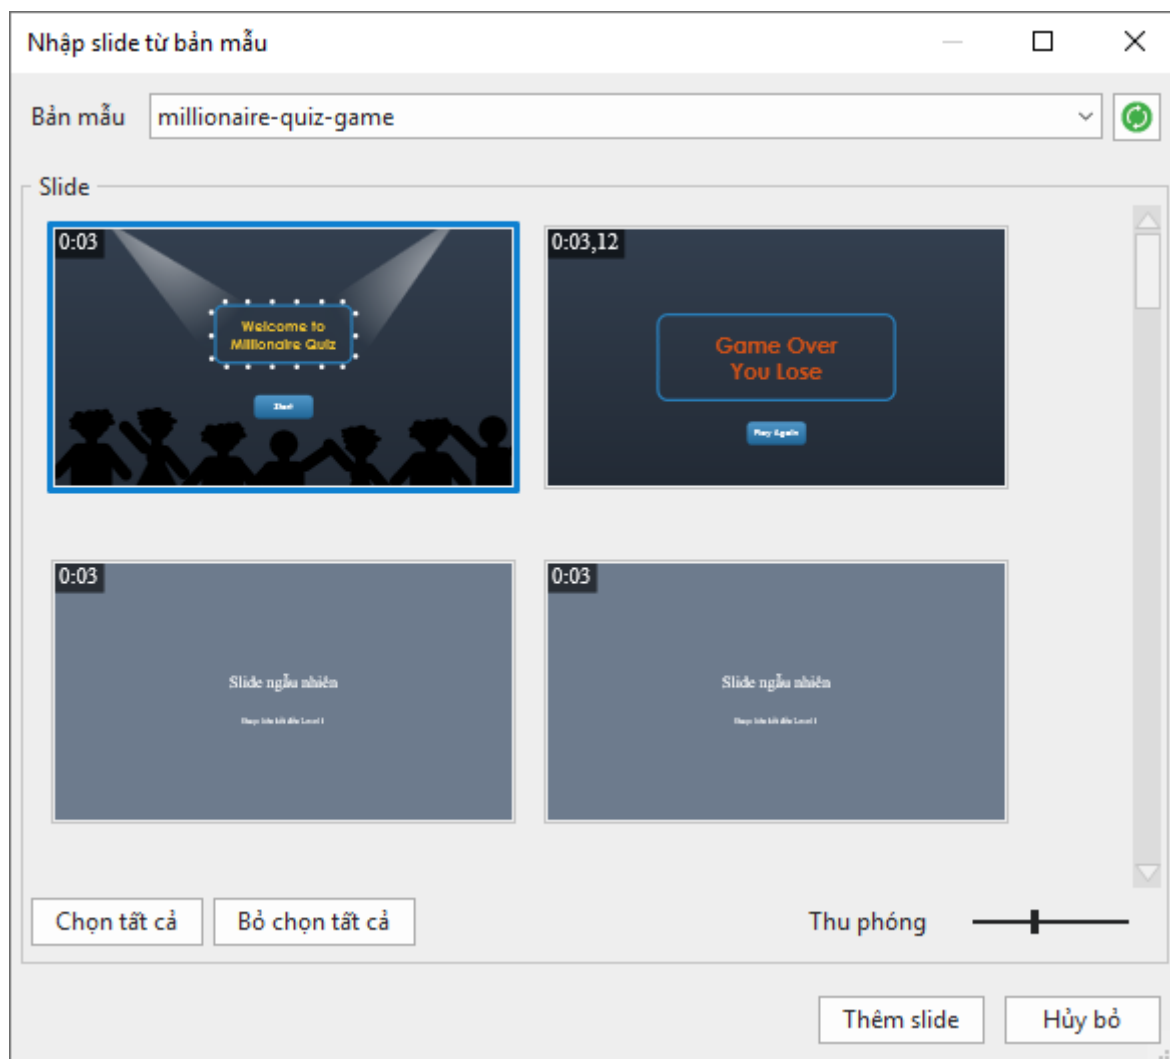 Nhập slide từ bản mẫu
Bản mẫu
millionaire-quiz-game
Slide
0:03
Welcome to
Millionaire Quiz
Start
0:03,12
Game Over
You Lose
Play Again
0:03
Slide ngẫu nhiên
0:03
Slide ngẫu nhiên
Chọn tất cả
Bỏ chọn tất cả
Thu phóng
Thêm slide
Hủy bỏ